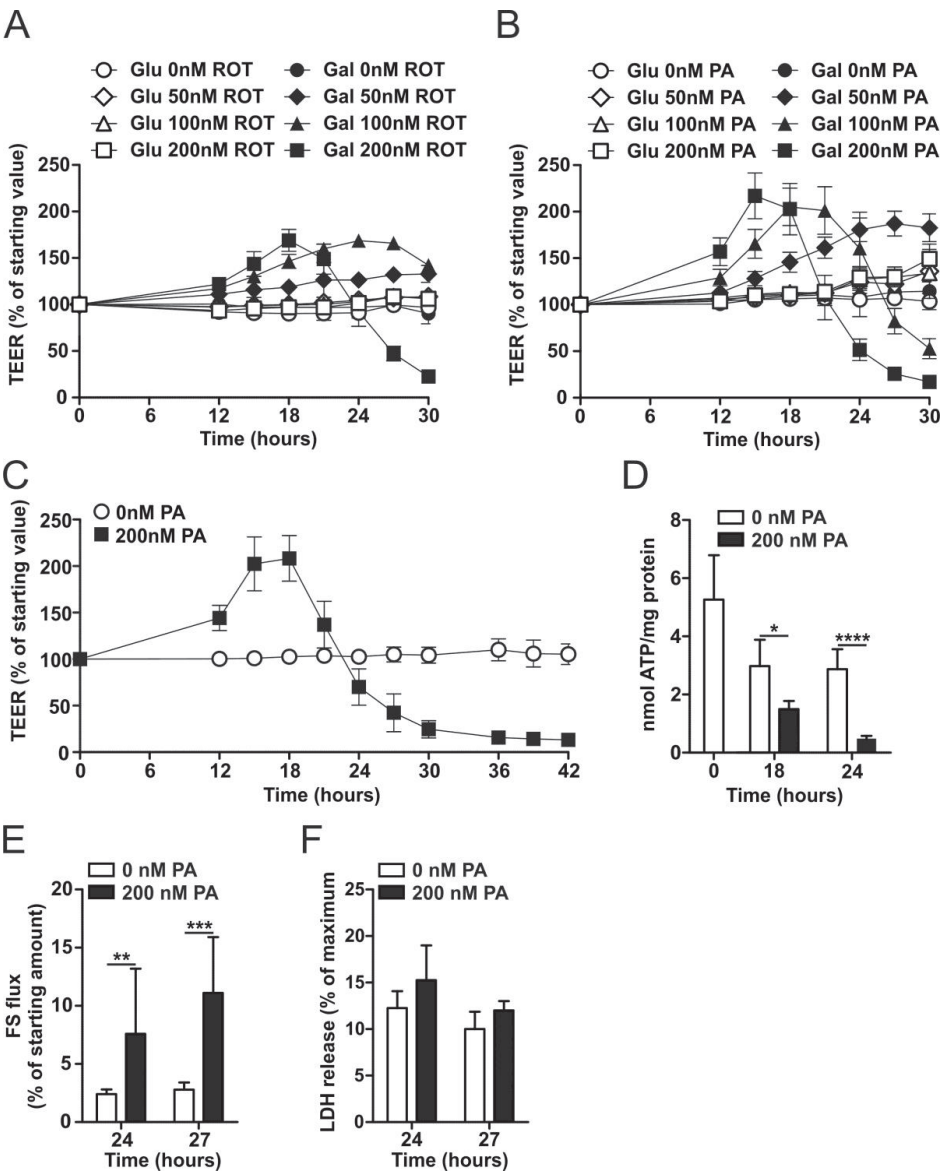 A
Glu 0nM ROT Gal 0nM ROT
Glu 50nM ROT Gal 50nM ROT
Glu 100nM ROT Gal 100nM ROT
Glu 200nM ROT Gal 200nM ROT
TEER (% of starting value)
250
200
150
100
50
0
0 6 12 18 24 30
Time (hours)
B
Glu 0nM PA Gal 0nM PA
Glu 50nM PA Gal 50nM PA
Glu 100nM PA Gal 100nM PA
Glu 200nM PA Gal 200nM PA
TEER (% of starting value)
250
200
150
100
50
0
0 6 12 18 24 30
Time (hours)
C
0nM PA
200nM PA
TEER (% of starting value)
250
200
150
100
50
0
0 6 12 18 24 30 36 42
Time (hours)
D
0 nM PA
200 nM PA
nmol ATP/mg protein
8
6
4
2
0
*
****
0 18 24
Time (hours)
E
0 nM PA
200 nM PA
FS flux
(% of starting amount)
20
15
10
5
0
**
***
24 27
Time (hours)
F
0 nM PA
200 nM PA
LDH release (% of maximum
25
20
15
10
5
0
24 27
Time (hours)